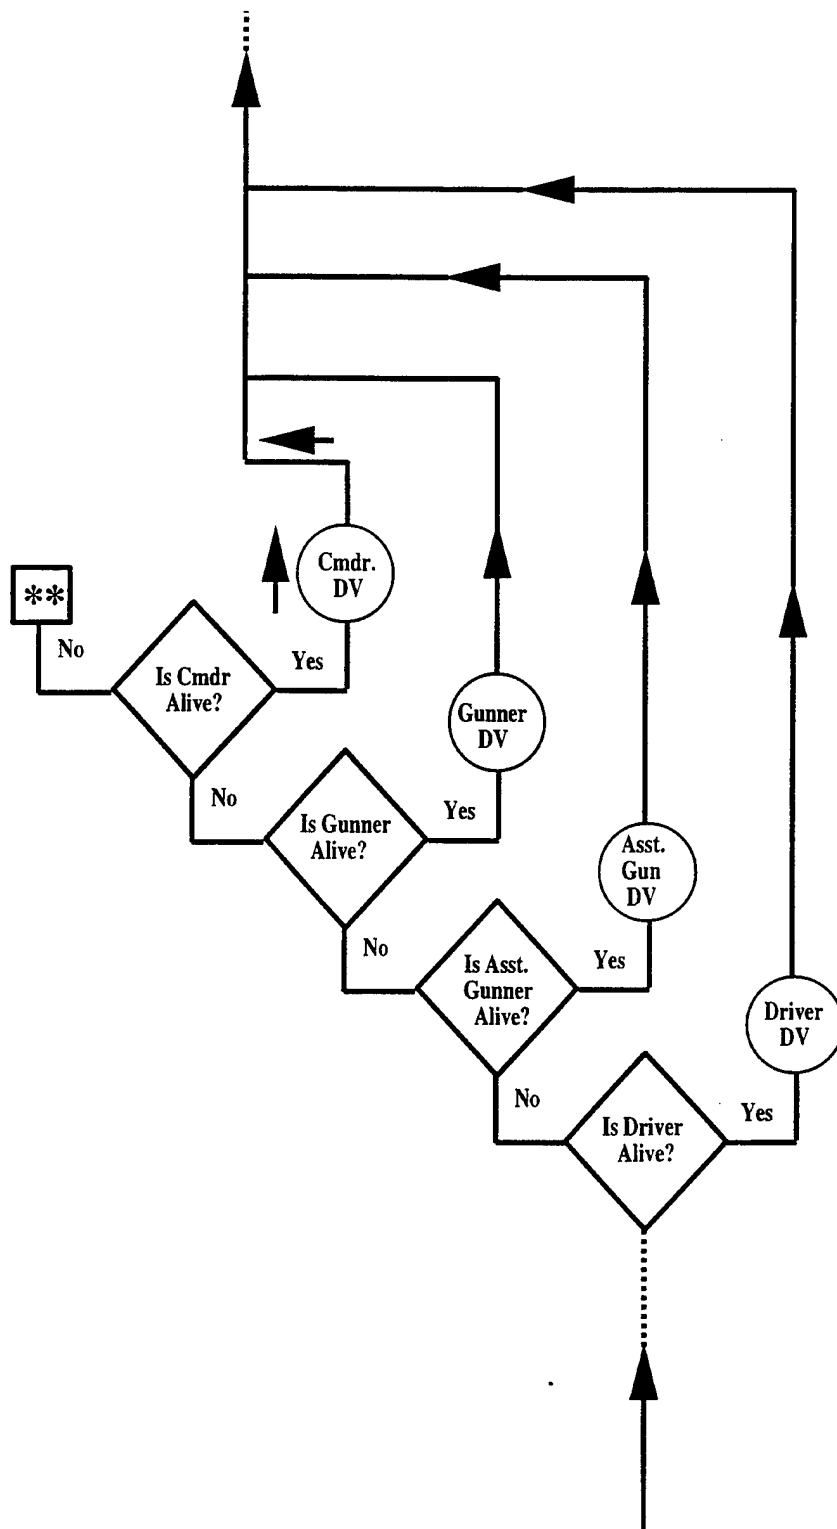 Cmdr.
DV
**
No
Is Cmdr
Alive?
Yes
Gunner
DV
No
Is Gunner
Alive?
Yes
Asst.
Gun
DV
No
Is Asst.
Gunner
Alive?
Yes
Driver
DV
No
Is Driver
Alive?
Yes